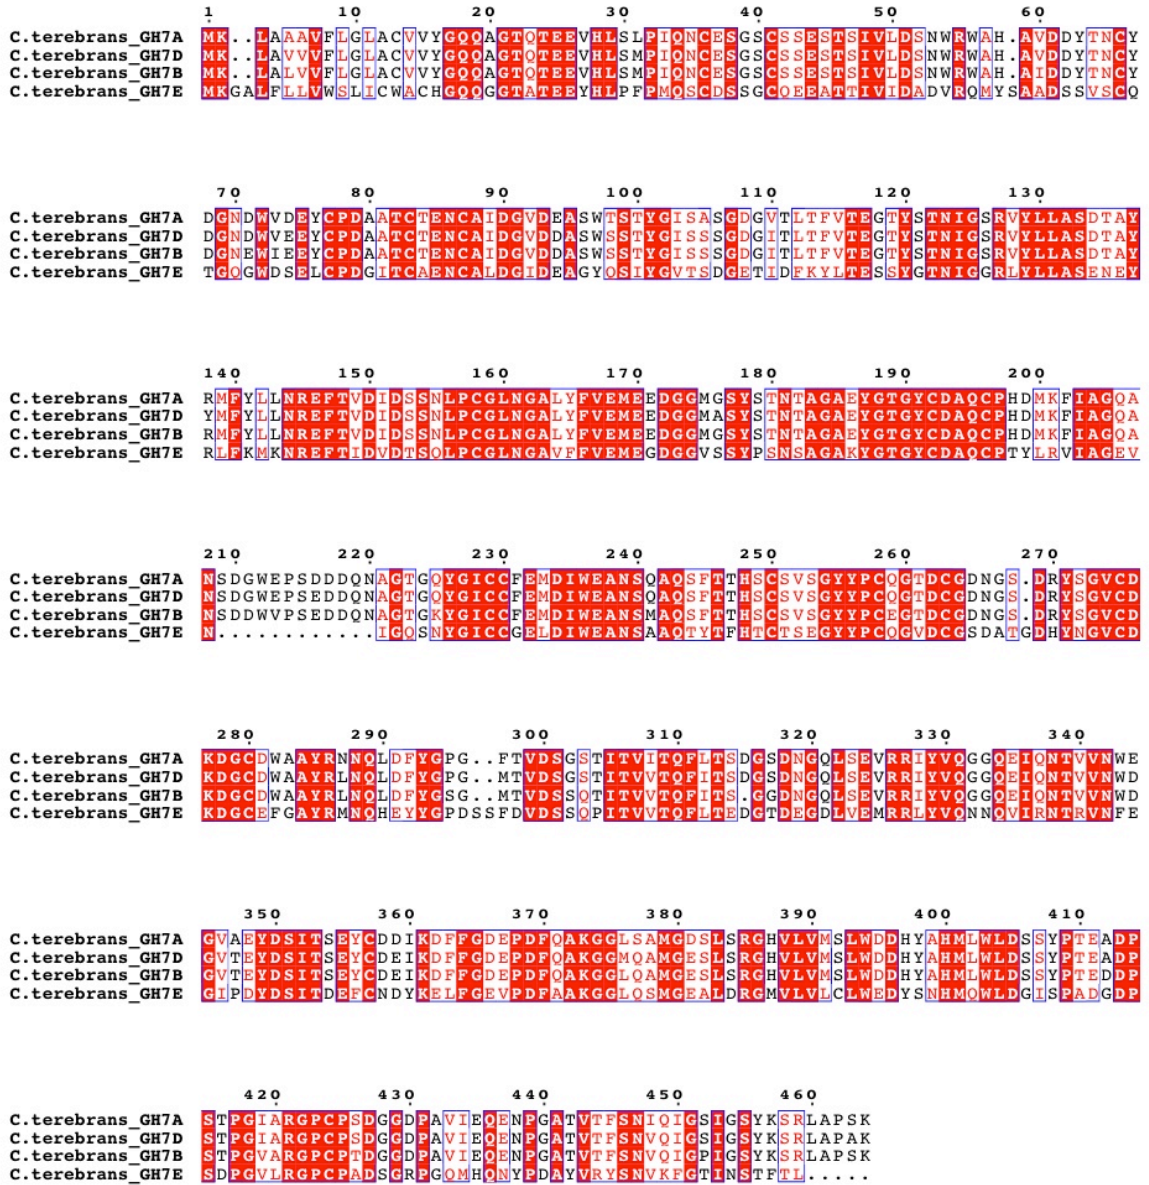 1 10 20 30 40 50 60
C.terebrans_GH7A MK..LAAAVFLGLACVVYGQQAGTQTEEVHLSLPIQNCESGSCSSESTSIVLDSNWRWAH.AVDDYTNCY
C.terebrans_GH7D MK..LAVVVFLGLACVVYGQQAGTQTEEVHLSMPIQNCESGSCSSESTSIVLDSNWRWAH.AVDDYTNCY
C.terebrans_GH7B MK..LALVVFLGLACVVYGQQAGTQTEEVHLSMPIQNCESGSCSSESTSIVLDSNWRWAH.AIDDYTNCY
C.terebrans_GH7E MKGALFLLVWSLICWACHGQQGGTATEEYHLPFPMQSCDSSGCQEEATTIVIDADVRQMYSAADSSVSCQ
70 80 90 100 110 120 130
C.terebrans_GH7A DGNDWVDEYCPDAATCTENCAIDGVDEASWTSTYGISASGDGVTLTFVTEGTYSTNIGSRVYLLASDTAY
C.terebrans_GH7D DGNDWVEEYCPDAATCTENCAIDGVDDASWSSTYGISSSGDGITLTFVTEGTYSTNIGSRVYLLASDTAY
C.terebrans_GH7B DGNEWIEEYCPDAATCTENCAIDGVDDASWSSTYGISSSGDGITLTFVTEGTYSTNIGSRVYLLASDTAY
C.terebrans_GH7E TGQGWDSELCPDGITCAENCALDGIDEAGYQSIYGVTSDGETIDFKYLTESSYGTNIGGRLYLLASENEY
140 150 160 170 180 190 200
C.terebrans_GH7A RMFYLLNREFTVDIDSSNLPCGLNGALYFVEMEEDGGMGSYSTNTAGAEYGTGYCDAQCPHDMKFIAGQA
C.terebrans_GH7D YMFYLLNREFTVDIDSSNLPCGLNGALYFVEMEEDGGMASYSTNTAGAEYGTGYCDAQCPHDMKFIAGQA
C.terebrans_GH7B RMFYLLNREFTVDIDSSNLPCGLNGALYFVEMEEDGGMGSYSTNTAGAEYGTGYCDAQCPHDMKFIAGQA
C.terebrans_GH7E RLFKMKNREFTIDVDTSQLPCGLNGAVFFVEMEGDGGVSSYPSNSAGAKYGTGYCDAQCPTYLRVIAGEV
210 220 230 240 250 260 270
C.terebrans_GH7A NSDGWEPSDDDQNAGTGQYGICCFEMDIWEANSQAQSFTTHSCSVSGYYPCQGTDCGDNGS.DRYSGVCD
C.terebrans_GH7D NSDGWEPSEDDQNAGTGQYGICCFEMDIWEANSQAQSFTTHSCSVSGYYPCQGTDCGDNGS.DRYSGVCD
C.terebrans_GH7B NSDDWVPSEDDQNAGTGKYGICCFEMDIWEANSMAQSFTTHSCSVSGYYPCEGTDCGDNGS.DRYSGVCD
C.terebrans_GH7E N............IGQSNYGICCGELDIWEANSAAQTYTFHTCTSEGYYPCQGVDCGSDATGDHYNGVCD
280 290 300 310 320 330 340
C.terebrans_GH7A KDGCDWAAYRNNQLDFYGPG..FTVDSGSTITVITQFLTSDGSDNGQLSEVRRIYVQGGQEIQNTVVNWE
C.terebrans_GH7D KDGCDWAAYRLNQLDFYGPG..MTVDSGSTITVVTQFLTSDGSDNGQLSEVRRIYVQGGQEIQNTVVNWD
C.terebrans_GH7B KDGCDWAAYRLNQLDFYGSG..MTVDSSQTITVVTQFITS.GGDNGQLSEVRRIYVQGGQEIQNTVVNWD
C.terebrans_GH7E KDGCEFGAYRMNQHEYYGPDSSFDVDSSQPITVVTQFLTEDGTDEGDLVEMRRLYVQNNQVIRNTRVNFE
350 360 370 380 390 400 410
C.terebrans_GH7A GVAEYDSITSEYCDDIKDFFGDEPDFQAKGGLSAMGDSLSRGHVLVMSLWDDHYAHMLWLDSSYPTEADP
C.terebrans_GH7D GVTEYDSITSEYCDEIKDFFGDEPDFQAKGGMQAMGESLSRGHVLVMSLWDDHYAHMLWLDSSYPTEADP
C.terebrans_GH7B GVTEYDSITSEYCDEIKDFFGDEPDFQAKGGLQAMGESLSRGHVLVMSLWDDHYAHMLWLDSSYPTEDDP
C.terebrans_GH7E GIPDYDSITDEFCNDYKELFGEVPDFAAKGGLQSMGEALDRGMVLVLCLWEDYSNHMQWLDGISPADGDP
420 430 440 450 460
C.terebrans_GH7A STPGIARGPCPSDGGDPAVIEQENPGATVTFSNIQIGSIGSYKSRLAPSK
C.terebrans_GH7D STPGIARGPCPSDGGDPAVIEQENPGATVTFSNVQIGSIGSYKSRLAPAK
C.terebrans_GH7B STPGVARGPCPTDGGDPAVIEQENPGATVTFSNVQIGPIGSYKSRLAPSK
C.terebrans_GH7E SDPGVLRGPCPADSGRPGQMHQNYPDAYVRYSNVKFGTINSTFTL.....